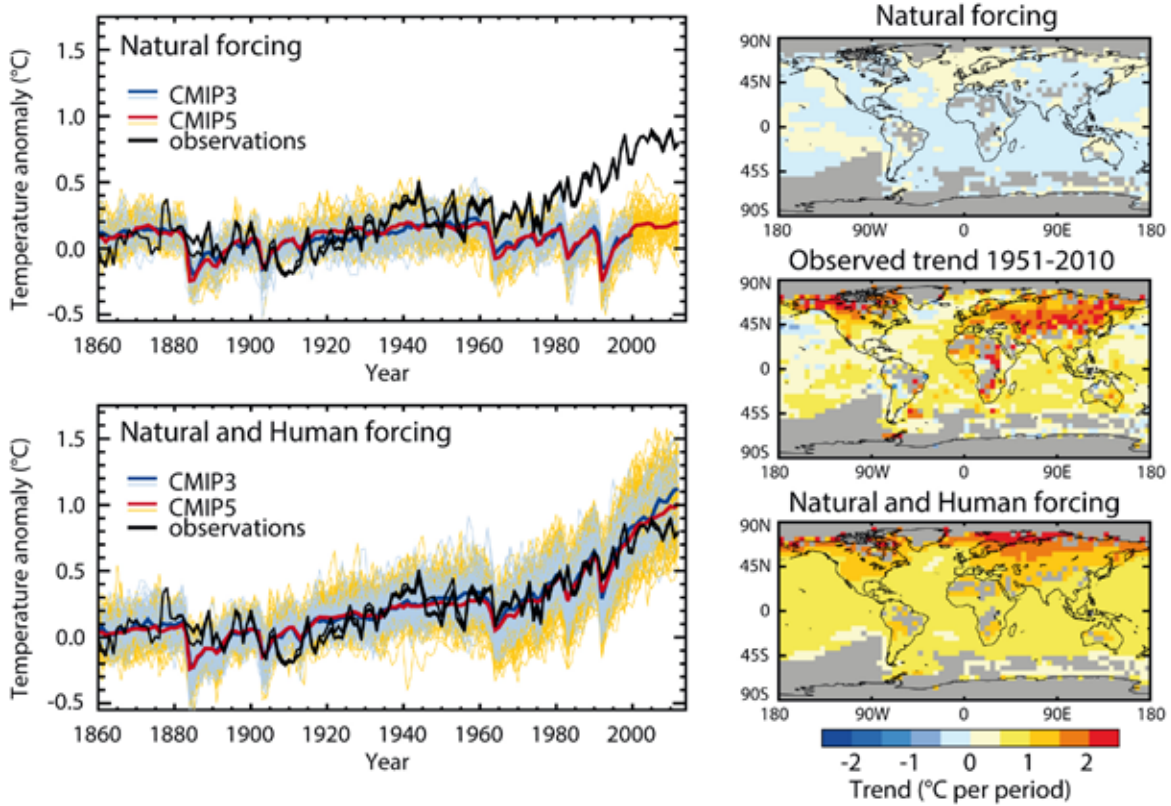 Natural forcing
CMIP3
CMIP5
observations
Temperature anomaly (°C)
1.5
1.0
0.5
0.0
-0.5
1860 1880 1900 1920 1940 1960 1980 2000
Year
Natural and Human forcing
CMIP3
CMIP5
observations
Temperature anomaly (°C)
1.5
1.0
0.5
0.0
-0.5
1860 1880 1900 1920 1940 1960 1980 2000
Year
Natural forcing
90N
45N
0
45S
90S
180 90W 0 90E 180
Observed trend 1951-2010
90N
45N
0
45S
90S
180 90W 0 90E 180
Natural and Human forcing
90N
45N
0
45S
90S
180 90W 0 90E 180
-2 -1 0 1 2
Trend (°C per period)